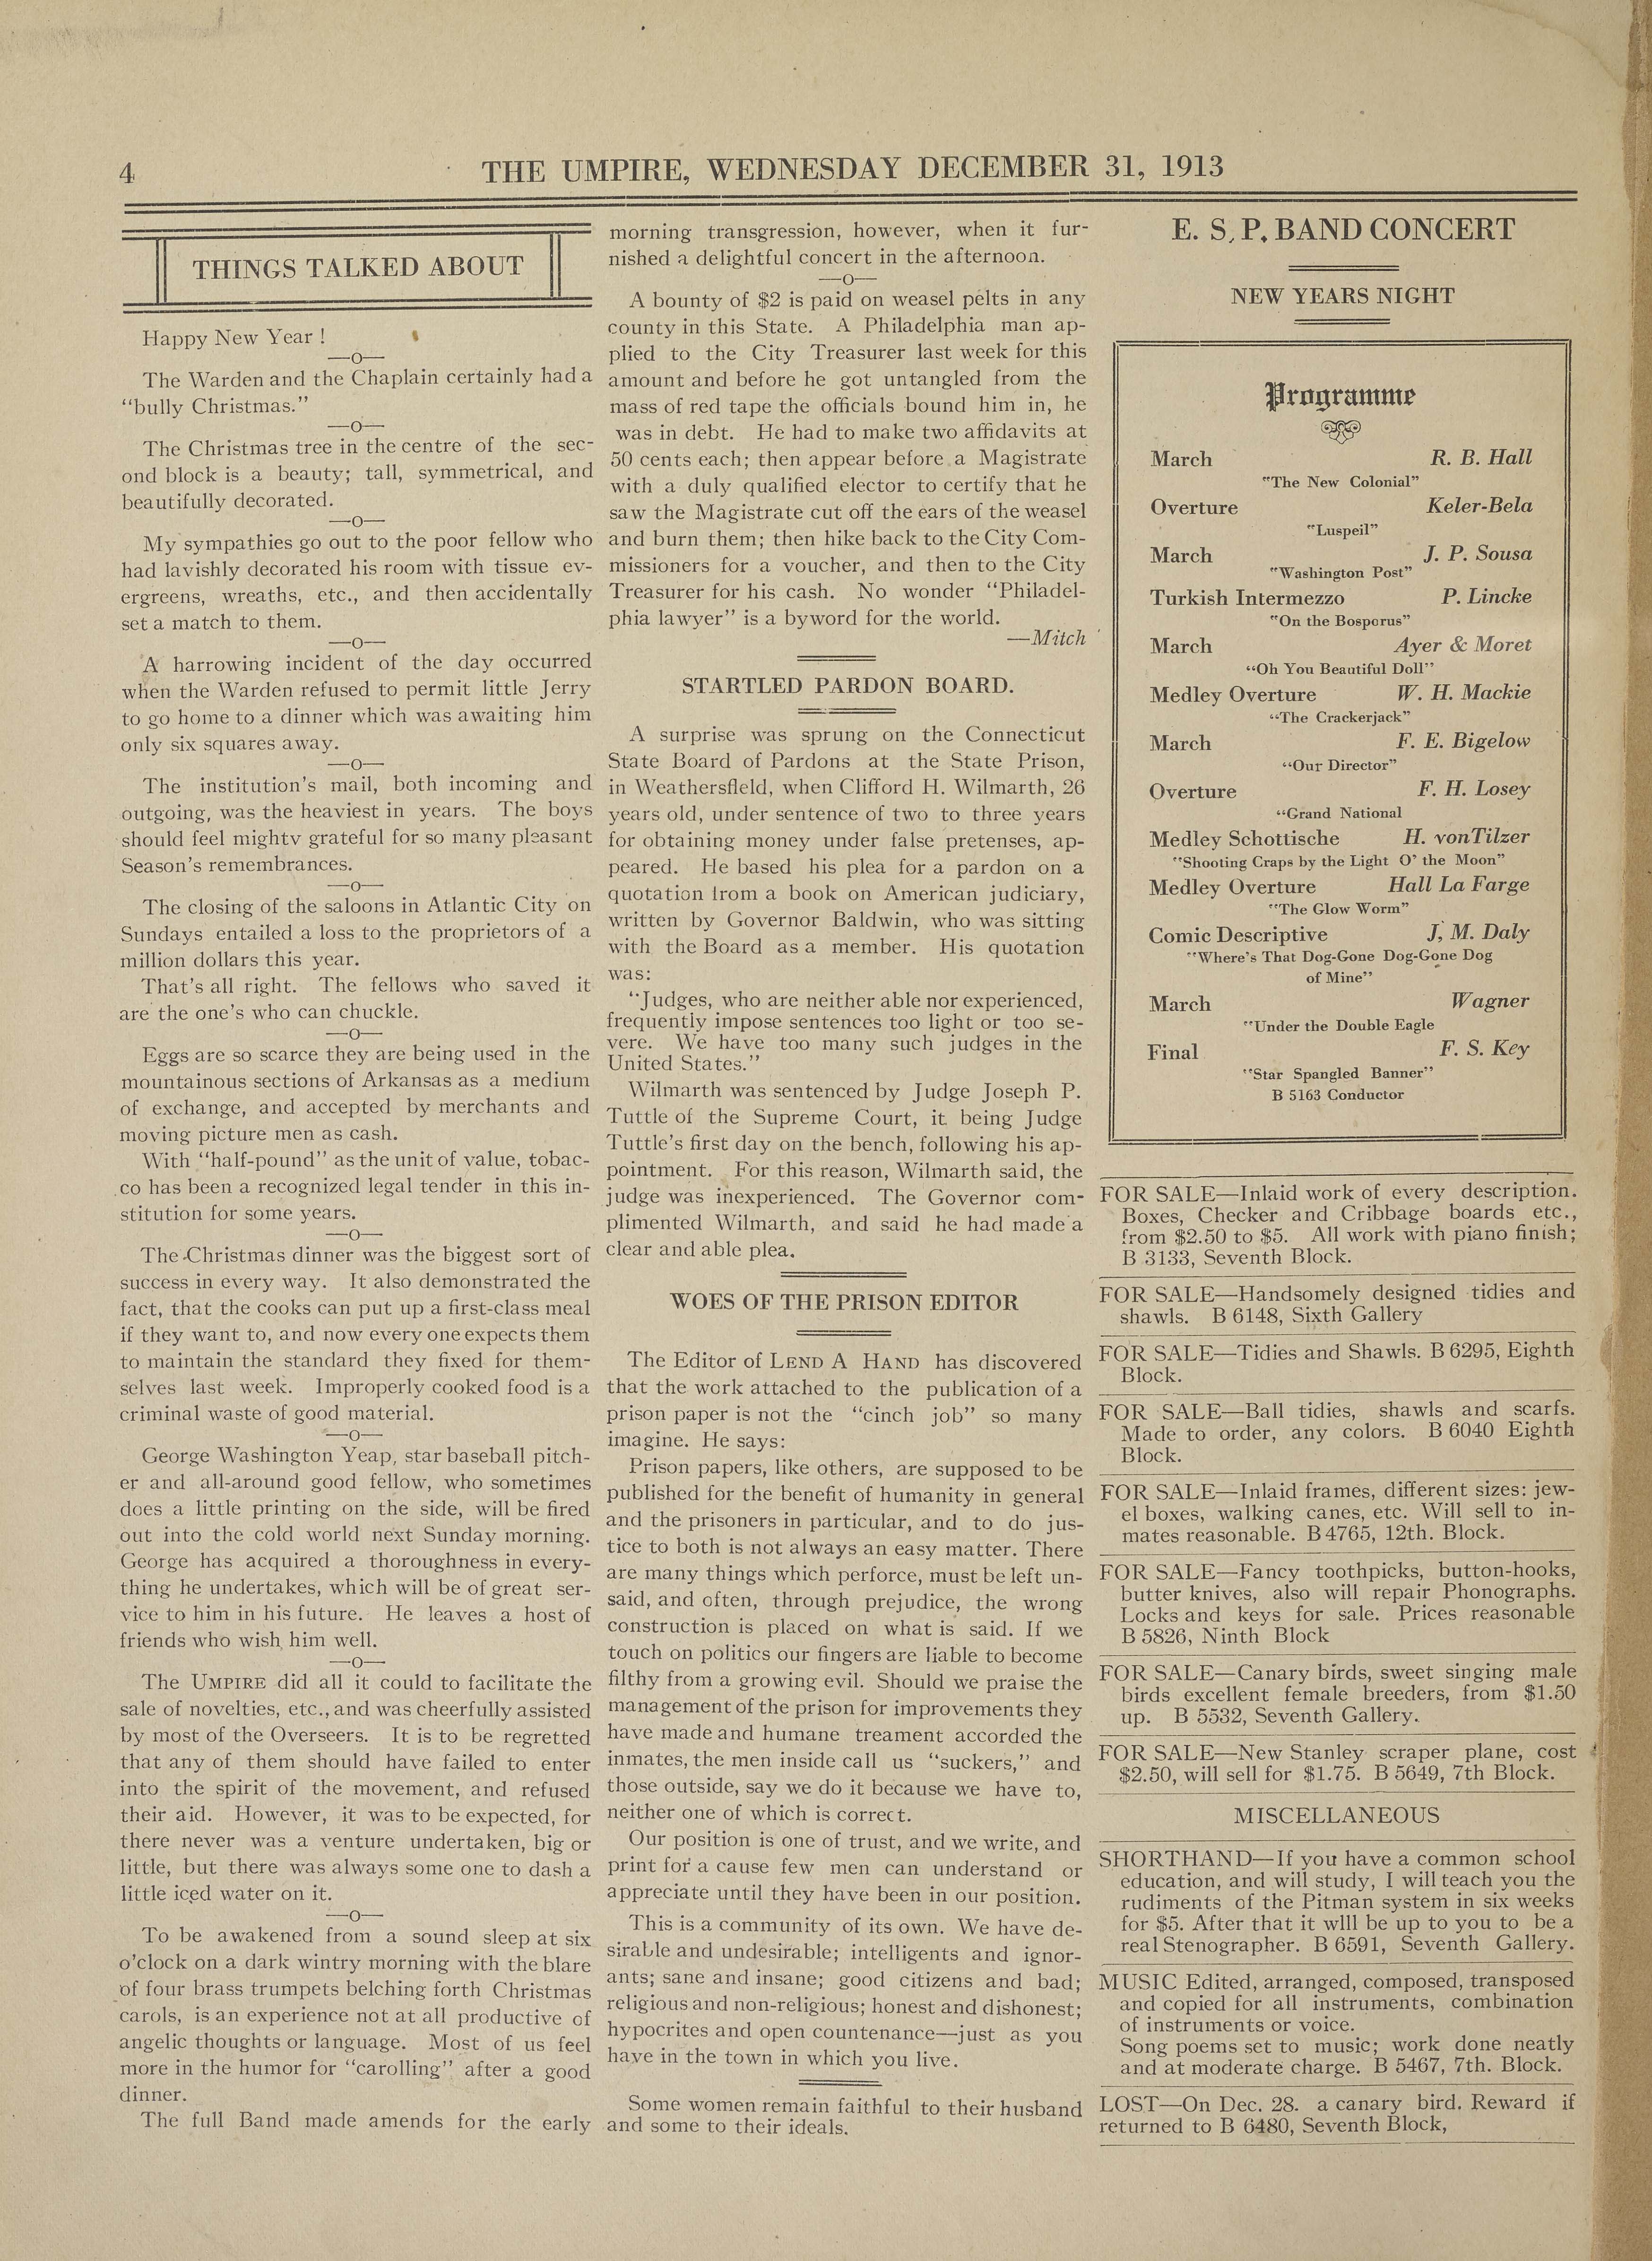 4
THE UMPIRE, WEDNESDAY DECEMBER 31, 1913
THINGS TALKED ABOUT
Happy New Year !
—o—
The Warden and the Chaplain certainly had a
“bully Christmas.”
—o—
The Christmas tree in the centre of the sec-
ond block is a beauty; tall, symmetrical, and
beautifully decorated.
—o—
My sympathies go out to the poor fellow who
had lavishly decorated his room with tissue ev-
ergreens, wreaths, etc., and then accidentally
set a match to them.
—o—
A harrowing incident of the day occurred
when the Warden refused to permit little Jerry
to go home to a dinner which was awaiting him
only six squares away.
—o—
The institution’s mail, both incoming and
outgoing, was the heaviest in years. The boys
should feel mighty grateful for so many pleasant
Season’s remembrances.
—o—
The closing of the saloons in Atlantic City on
Sundays entailed a loss to the proprietors of a
million dollars this year.
That’s all right. The fellows who saved it
are the one’s who can chuckle.
—o—
Eggs are so scarce they are being used in the
mountainous sections of Arkansas as a medium
of exchange, and accepted by merchants and
moving picture men as cash.
With “half-pound” as the unit of value, tobac-
co has been a recognized legal tender in this in-
stitution for some years.
—o—
The Christmas dinner was the biggest sort of
success in every way. It also demonstrated the
fact, that the cooks can put up a first-class meal
if they want to, and now every one expects them
to maintain the standard they fixed for them-
selves last week. Improperly cooked food is a
criminal waste of good material.
—o—
George Washington Yeap, star baseball pitch-
er and all-around good fellow, who sometimes
does a little printing on the side, will be fired
out into the cold world next Sunday morning.
George has acquired a thoroughness in every-
thing he undertakes, which will be of great ser-
vice to him in his future. He leaves a host of
friends who wish him well.
—o—
The UMPIRE did all it could to facilitate the
sale of novelties, etc., and was cheerfully assisted
by most of the Overseers. It is to be regretted
that any of them should have failed to enter
into the spirit of the movement, and refused
their aid. However, it was to be expected, for
there never was a venture undertaken, big or
little, but there was always some one to dash a
little iced water on it.
—o—
To be awakened from a sound sleep at six
o’clock on a dark wintry morning with the blare
of four brass trumpets belching forth Christmas
carols, is an experience not at all productive of
angelic thoughts or language. Most of us feel
more in the humor for “carolling” after a good
dinner.
The full Band made amends for the early
morning transgression, however, when it fur-
nished a delightful concert in the afternoon.
—o—
A bounty of $2 is paid on weasel pelts in any
county in this State. A Philadelphia man ap-
plied to the City Treasurer last week for this
amount and before he got untangled from the
mass of red tape the officials bound him in, he
was in debt. He had to make two affidavits at
50 cents each; then appear before a Magistrate
with a duly qualified elector to certify that he
saw the Magistrate cut off the ears of the weasel
and burn them; then hike back to the City Com-
missioners for a voucher, and then to the City
Treasurer for his cash. No wonder “Philadel-
phia lawyer” is a byword for the world.
—Mitch
STARTLED PARDON BOARD.
A surprise was sprung on the Connecticut
State Board of Pardons at the State Prison,
in Weathersfield, when Clifford H. Wilmarth, 26
years old, under sentence of two to three years
for obtaining money under false pretenses, ap-
peared. He based his plea for a pardon on a
quotation from a book on American judiciary,
written by Governor Baldwin, who was sitting
with the Board as a member. His quotation
was:
“Judges, who are neither able nor experienced,
frequently impose sentences too light or too se-
vere. We have too many such judges in the
United States.”
Wilmarth was sentenced by Judge Joseph P.
Tuttle of the Supreme Court, it being Judge
Tuttle’s first day on the bench, following his ap-
pointment. For this reason, Wilmarth said, the
judge was inexperienced. The Governor com-
plimented Wilmarth, and said he had made a
clear and able plea.
WOES OF THE PRISON EDITOR
The Editor of LEND A HAND has discovered
that the work attached to the publication of a
prison paper is not the “cinch job” so many
imagine. He says:
Prison papers, like others, are supposed to be
published for the benefit of humanity in general
and the prisoners in particular, and to do jus-
tice to both is not always an easy matter. There
are many things which perforce, must be left un-
said, and often, through prejudice, the wrong
construction is placed on what is said. If we
touch on politics our fingers are liable to become
filthy from a growing evil. Should we praise the
management of the prison for improvements they
have made and humane treament accorded the
inmates, the men inside call us “suckers,” and
those outside, say we do it because we have to,
neither one of which is correct.
Our position is one of trust, and we write, and
print for a cause few men can understand or
appreciate until they have been in our position.
This is a community of its own. We have de-
sirable and undesirable; intelligents and ignor-
ants; sane and insane; good citizens and bad;
religious and non-religious; honest and dishonest;
hypocrites and open countenance—just as you
have in the town in which you live.
Some women remain faithful to their husband
and some to their ideals.
E. S. P. BAND CONCERT
NEW YEARS NIGHT
Programme
March R. B. Hall
“The New Colonial”
Overture Keler-Bela
“Luspeil”
March J. P. Sousa
“Washington Post”
Turkish Intermezzo P. Lincke
“On the Bosporus”
March Ayer & Moret
“Oh You Beautiful Doll”
Medley Overture W. H. Mackie
“The Crackerjack”
March F. E. Bigelow
“Our Director”
Overture F. H. Losey
“Grand National
Medley Schottische H. vonTilzer
“Shooting Craps by the Light O’ the Moon”
Medley Overture Hall La Farge
“The Glow Worm”
Comic Descriptive J, M. Daly
“Where’s That Dog-Gone Dog-Gone Dog
of Mine”
March Wagner
“Under the Double Eagle
Final F. S. Key
“Star Spangled Banner”
B 5163 Conductor
FOR SALE—Inlaid work of every description.
Boxes, Checker and Cribbage boards etc.,
from $2.50 to $5. All work with piano finish;
B 3133, Seventh Block.
FOR SALE—Handsomely designed tidies and
shawls. B 6148, Sixth Gallery
FOR SALE—Tidies and Shawls. B 6295, Eighth
Block.
FOR SALE—Ball tidies, shawls and scarfs.
Made to order, any colors. B 6040 Eighth
Block.
FOR SALE—Inlaid frames, different sizes: jew-
el boxes, walking canes, etc. Will sell to in-
mates reasonable. B 4765, 12th. Block.
FOR SALE—Fancy toothpicks, button-hooks,
butter knives, also will repair Phonographs.
Locks and keys for sale. Prices reasonable
B 5826, Ninth Block
FOR SALE—Canary birds, sweet singing male
birds excellent female breeders, from $1.50
up. B 5532, Seventh Gallery.
FOR SALE—New Stanley scraper plane, cost
$2.50, will sell for $1.75. B 5649, 7th Block.
MISCELLANEOUS
SHORTHAND—If you have a common school
education, and will study, I will teach you the
rudiments of the Pitman system in six weeks
for $5. After that it wlll be up to you to be a
real Stenographer. B 6591, Seventh Gallery.
MUSIC Edited, arranged, composed, transposed
and copied for all instruments, combination
of instruments or voice.
Song poems set to music; work done neatly
and at moderate charge. B 5467, 7th. Block.
LOST—On Dec. 28. a canary bird. Reward if
returned to B 6480, Seventh Block,